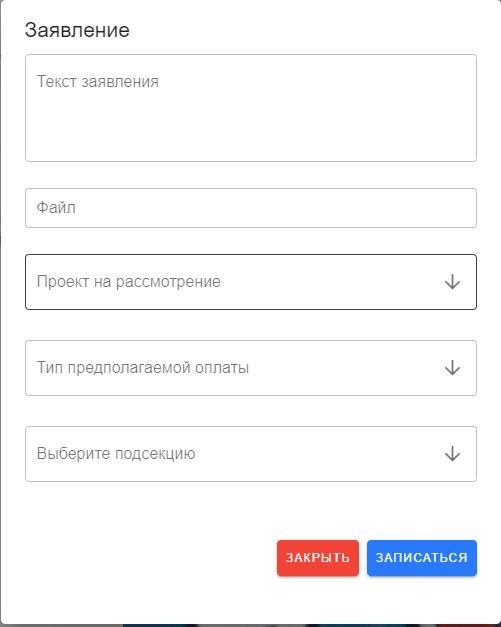 Заявление
Текст заявления
Файл
Проект на рассмотрение
Тип предполагаемой оплаты
Выберите подсекцию
ЗАКРЫТЬ ЗАПИСАТЬСЯ